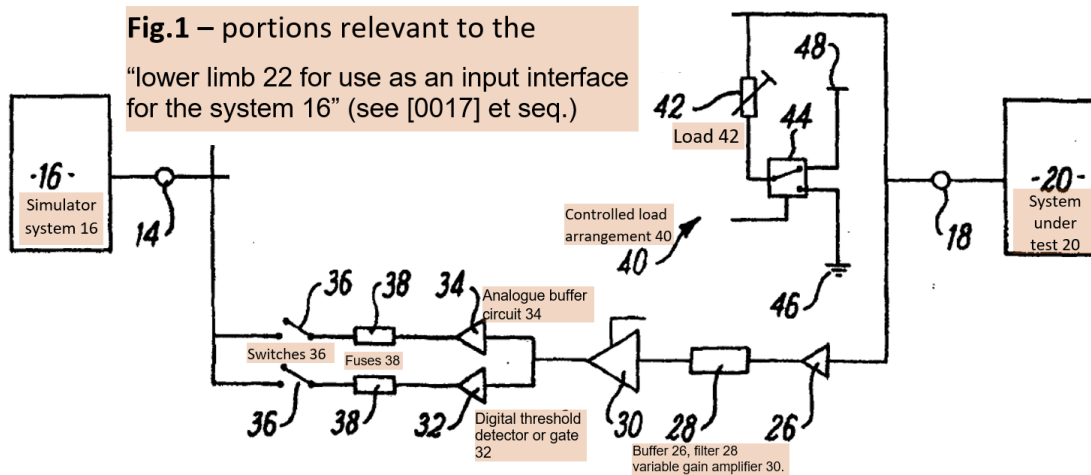 Fig.1 – portions relevant to the
“lower limb 22 for use as an input interface
for the system 16” (see [0017] et seq.)
-16-
Simulator
system 16
14
42
Load 42
48
44
Controlled load
arrangement 40
40
46
18
-20-
System
under
test 20
36
38
34
Analogue buffer
circuit 34
Switches 36
Fuses 38
36
38
32
Digital threshold
detector or gate
32
30
28
26
Buffer 26, filter 28
variable gain amplifier 30.